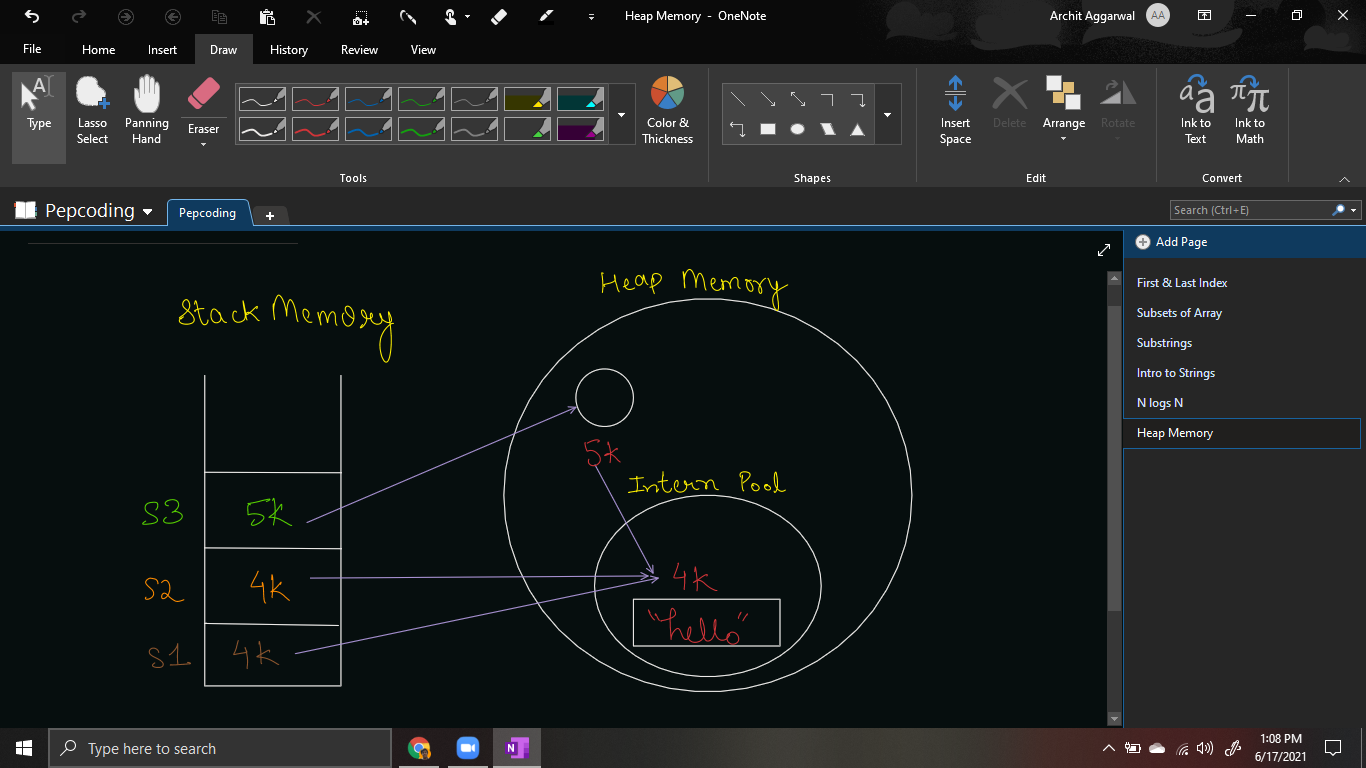 Heap Memory - OneNote
Archit Aggarwal AA
File Home Insert Draw History Review View
Type
Lasso Select
Panning Hand
Eraser
Color & Thickness
Insert Space
Delete
Arrange
Rotate
Ink to Text
Ink to Math
Tools
Shapes
Edit
Convert
Pepcoding
Pepcoding
Search (Ctrl+E)
Add Page
First & Last Index
Subsets of Array
Substrings
Intro to Strings
N logs N
Heap Memory
Heap Memory
Stack Memory
5k
Intern Pool
S3 5k
S2 4k
4k
"hello"
S1 4k
Type here to search
N
1:08 PM
6/17/2021